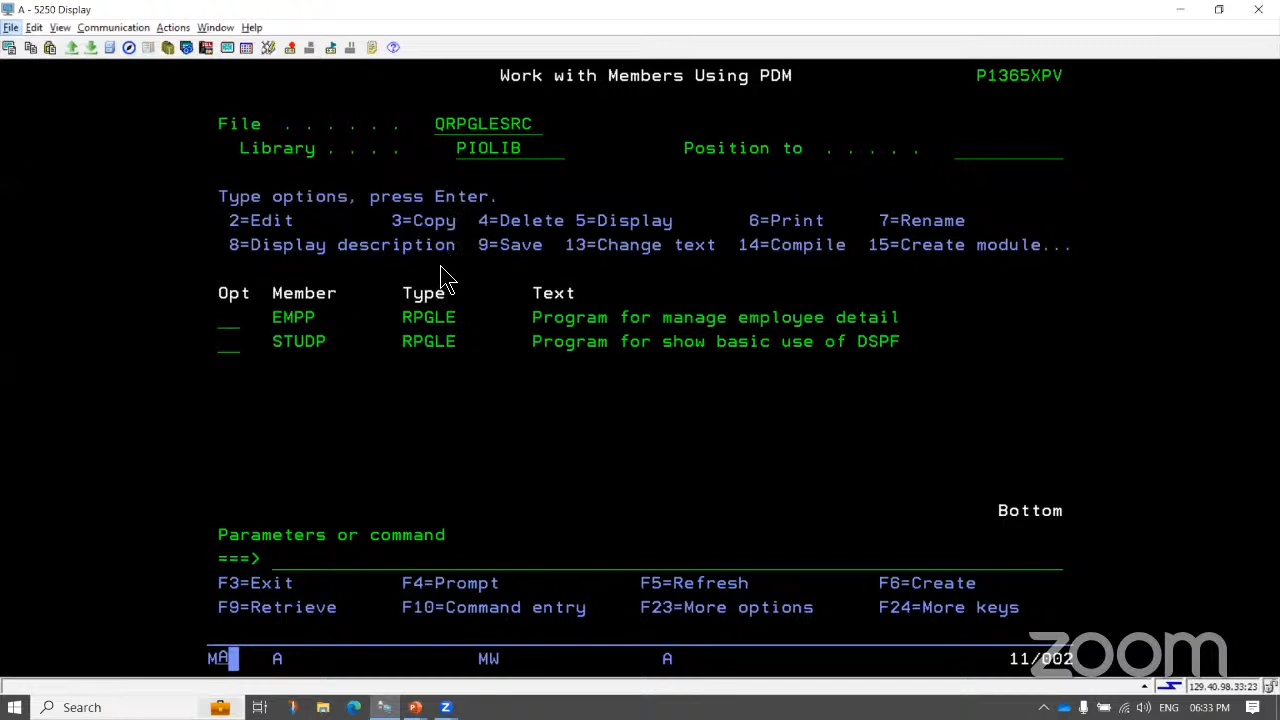 A - 5250 Display
File Edit View Communication Actions Window Help
Work with Members Using PDM P1365XPV
File . . . . . . QRPGLESRC
Library . . . . PIOLIB Position to . . . . .
Type options, press Enter.
2=Edit 3=Copy 4=Delete 5=Display 6=Print 7=Rename
8=Display description 9=Save 13=Change text 14=Compile 15=Create module...
Opt Member Type Text
EMPP RPGLE Program for manage employee detail
STUDP RPGLE Program for show basic use of DSPF
Bottom
Parameters or command
===>
F3=Exit F4=Prompt F5=Refresh F6=Create
F9=Retrieve F10=Command entry F23=More options F24=More keys
MA A MW A 11/002
zoom
129.40.98.33:23
Search ENG 06:33 PM